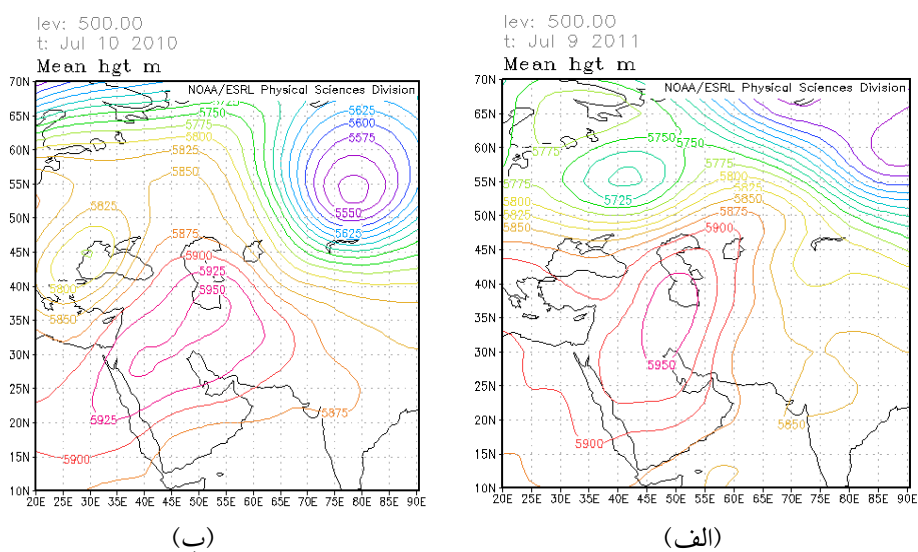 lev: 500.00
t: Jul 10 2010
Mean hgt m
NOAA/ESRL Physical Sciences Division
70N
65N
60N
55N
50N
45N
40N
35N
30N
25N
20N
15N
10N
20E 25E 30E 35E 40E 45E 50E 55E 60E 65E 70E 75E 80E 85E 90E
5725
5750
5775
5800
5825
5850
5625
5600
5575
5550
5625
5825
5875
5900
5925
5950
5800
5850
5925
5875
5900
(ب)
lev: 500.00
t: Jul 9 2011
Mean hgt m
NOAA/ESRL Physical Sciences Division
70N
65N
60N
55N
50N
45N
40N
35N
30N
25N
20N
15N
10N
20E 25E 30E 35E 40E 45E 50E 55E 60E 65E 70E 75E 80E 85E 90E
5750
5750
5775
5775
5725
5800
5825
5850
5800
5825
5850
5875
5900
5950
5900
5850
(الف)